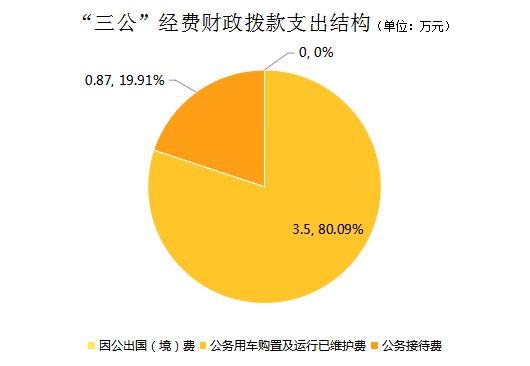 “三公”经费财政拨款支出结构（单位：万元）
0, 0%
0.87, 19.91%
3.5, 80.09%
因公出国（境）费 公务用车购置及运行已维护费 公务接待费